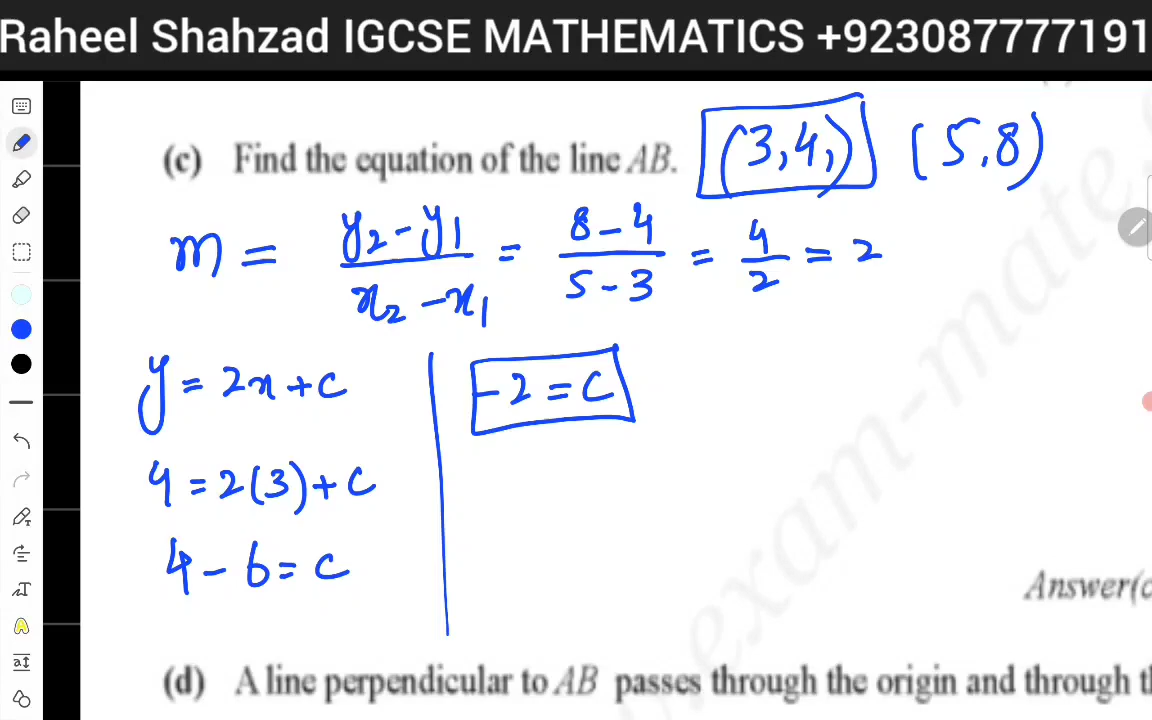 Raheel Shahzad IGCSE MATHEMATICS +923087777191
(c) Find the equation of the line AB. (3,4,) (5,8)
m = y₂-y₁/x₂-x₁ = 8-4/5-3 = 4/2 = 2
y = 2x+c
-2 = c
4 = 2(3)+c
4-6 = c
exam-mate.
Answer(c
(d) A line perpendicular to AB passes through the origin and through